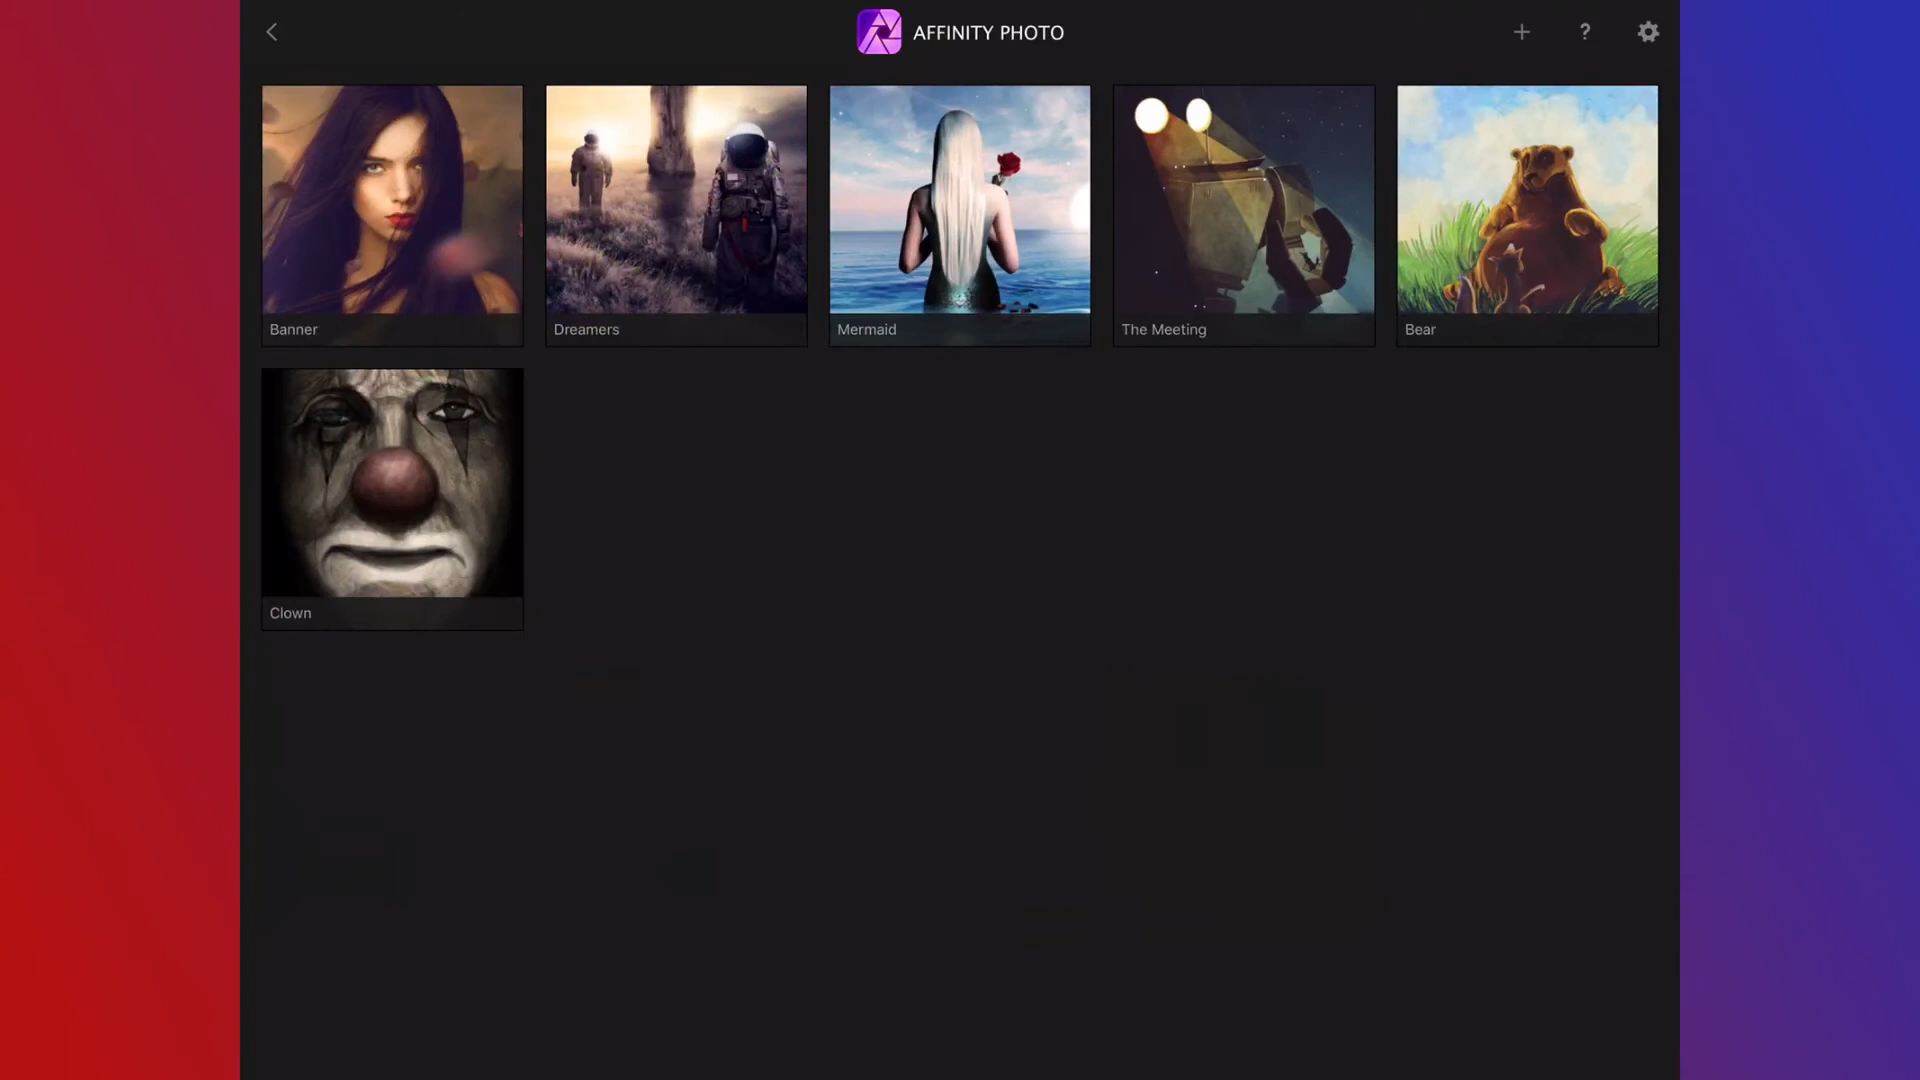 AFFINITY PHOTO
?
Banner
Dreamers
Mermaid
The Meeting
Bear
Clown